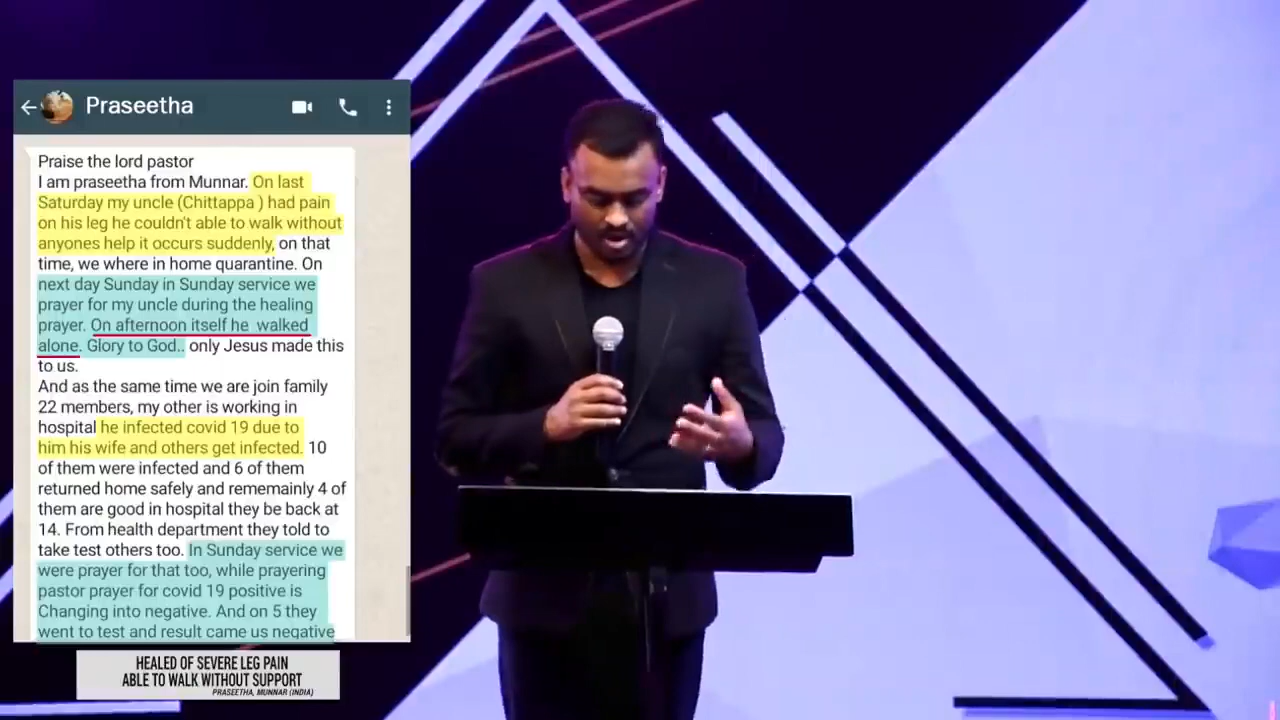 Praseetha
Praise the lord pastor
I am praseetha from Munnar. On last
Saturday my uncle (Chittappa ) had pain
on his leg he couldn't able to walk without
anyones help it occurs suddenly, on that
time, we where in home quarantine. On
next day Sunday in Sunday service we
prayer for my uncle during the healing
prayer. On afternoon itself he walked
alone. Glory to God.. only Jesus made this
to us.
And as the same time we are join family
22 members, my other is working in
hospital he infected covid 19 due to
him his wife and others get infected. 10
of them were infected and 6 of them
returned home safely and rememainly 4 of
them are good in hospital they be back at
14. From health department they told to
take test others too. In Sunday service we
were prayer for that too, while prayering
pastor prayer for covid 19 positive is
Changing into negative. And on 5 they
went to test and result came us negative
HEALED OF SEVERE LEG PAIN
ABLE TO WALK WITHOUT SUPPORT
PRASEETHA, MUNNAR (INDIA)